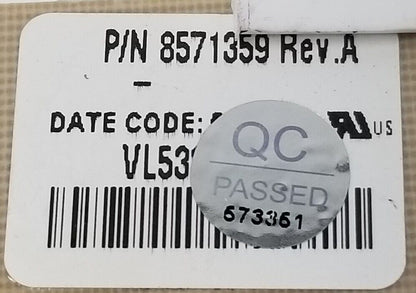 P/N 8571359 Rev.A
DATE CODE:
US
VL53
QC
PASSED
673361